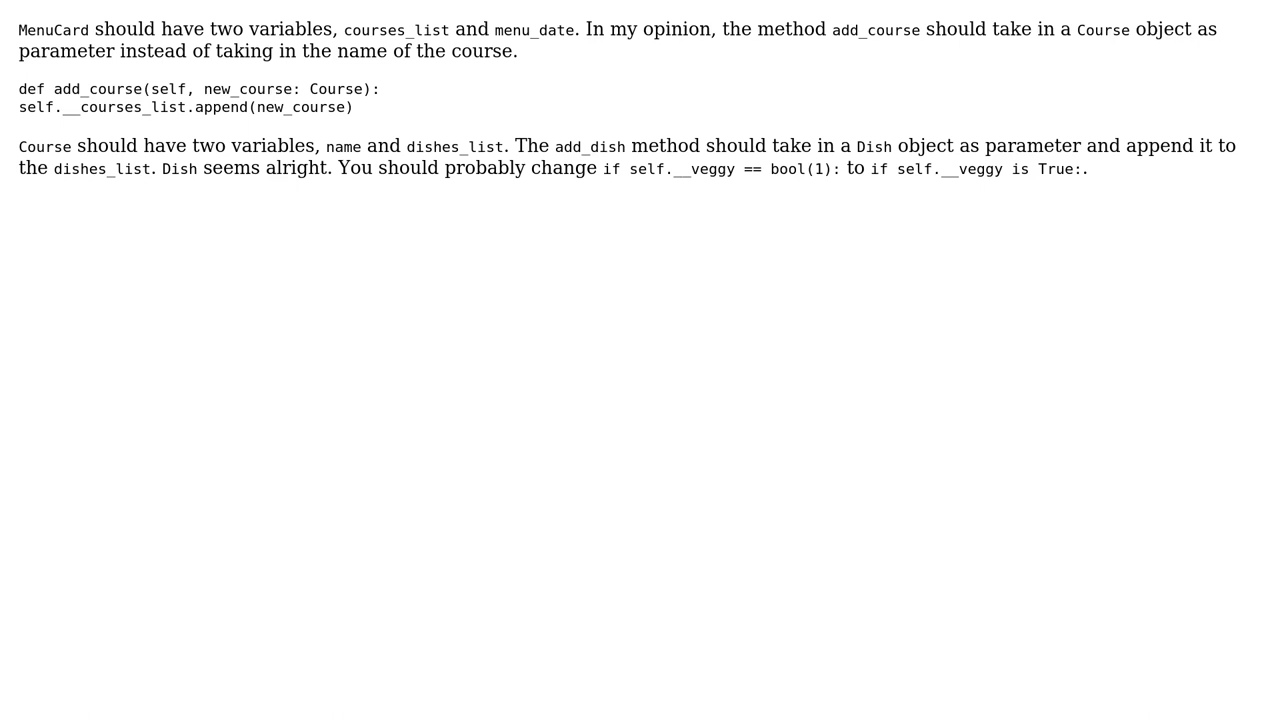 MenuCard should have two variables, courses_list and menu_date. In my opinion, the method add_course should take in a Course object as
parameter instead of taking in the name of the course.
def add_course(self, new_course: Course):
self.__courses_list.append(new_course)
Course should have two variables, name and dishes_list. The add_dish method should take in a Dish object as parameter and append it to
the dishes_list. Dish seems alright. You should probably change if self.__veggy == bool(1): to if self.__veggy is True:.